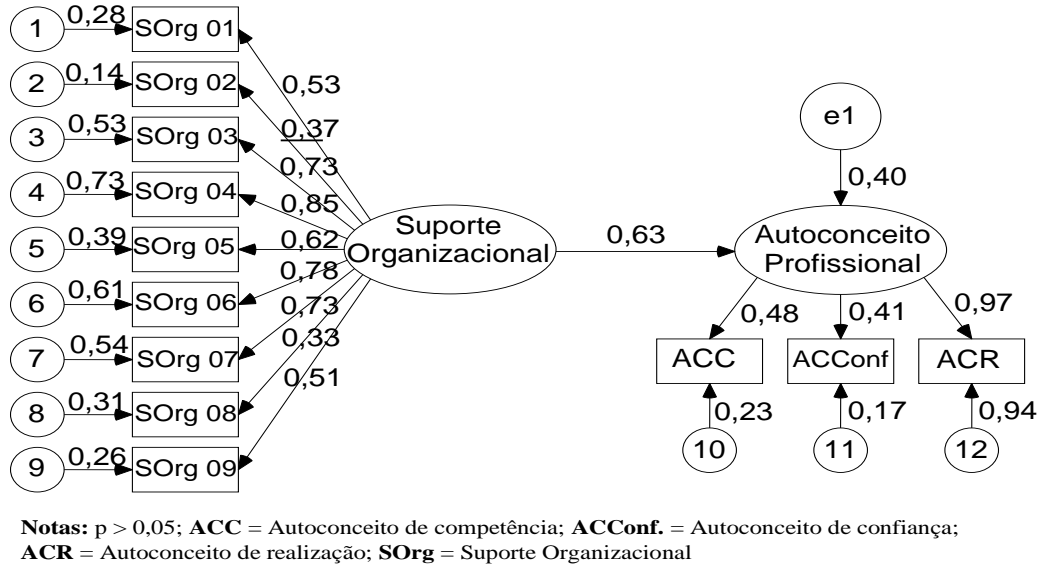 1 0,28 SOrg 01
2 0,14 SOrg 02
3 0,53 SOrg 03
4 0,73 SOrg 04
5 0,39 SOrg 05
6 0,61 SOrg 06
7 0,54 SOrg 07
8 0,31 SOrg 08
9 0,26 SOrg 09
0,53
0,37
0,73
0,85
0,62
0,78
0,73
0,33
0,51
Suporte
Organizacional
0,63
e1
0,40
Autoconceito
Profissional
0,48 0,41 0,97
ACC ACConf ACR
0,23 0,17 0,94
10 11 12
Notas: p > 0,05; ACC = Autoconceito de competência; ACConf. = Autoconceito de confiança;
ACR = Autoconceito de realização; SOrg = Suporte Organizacional